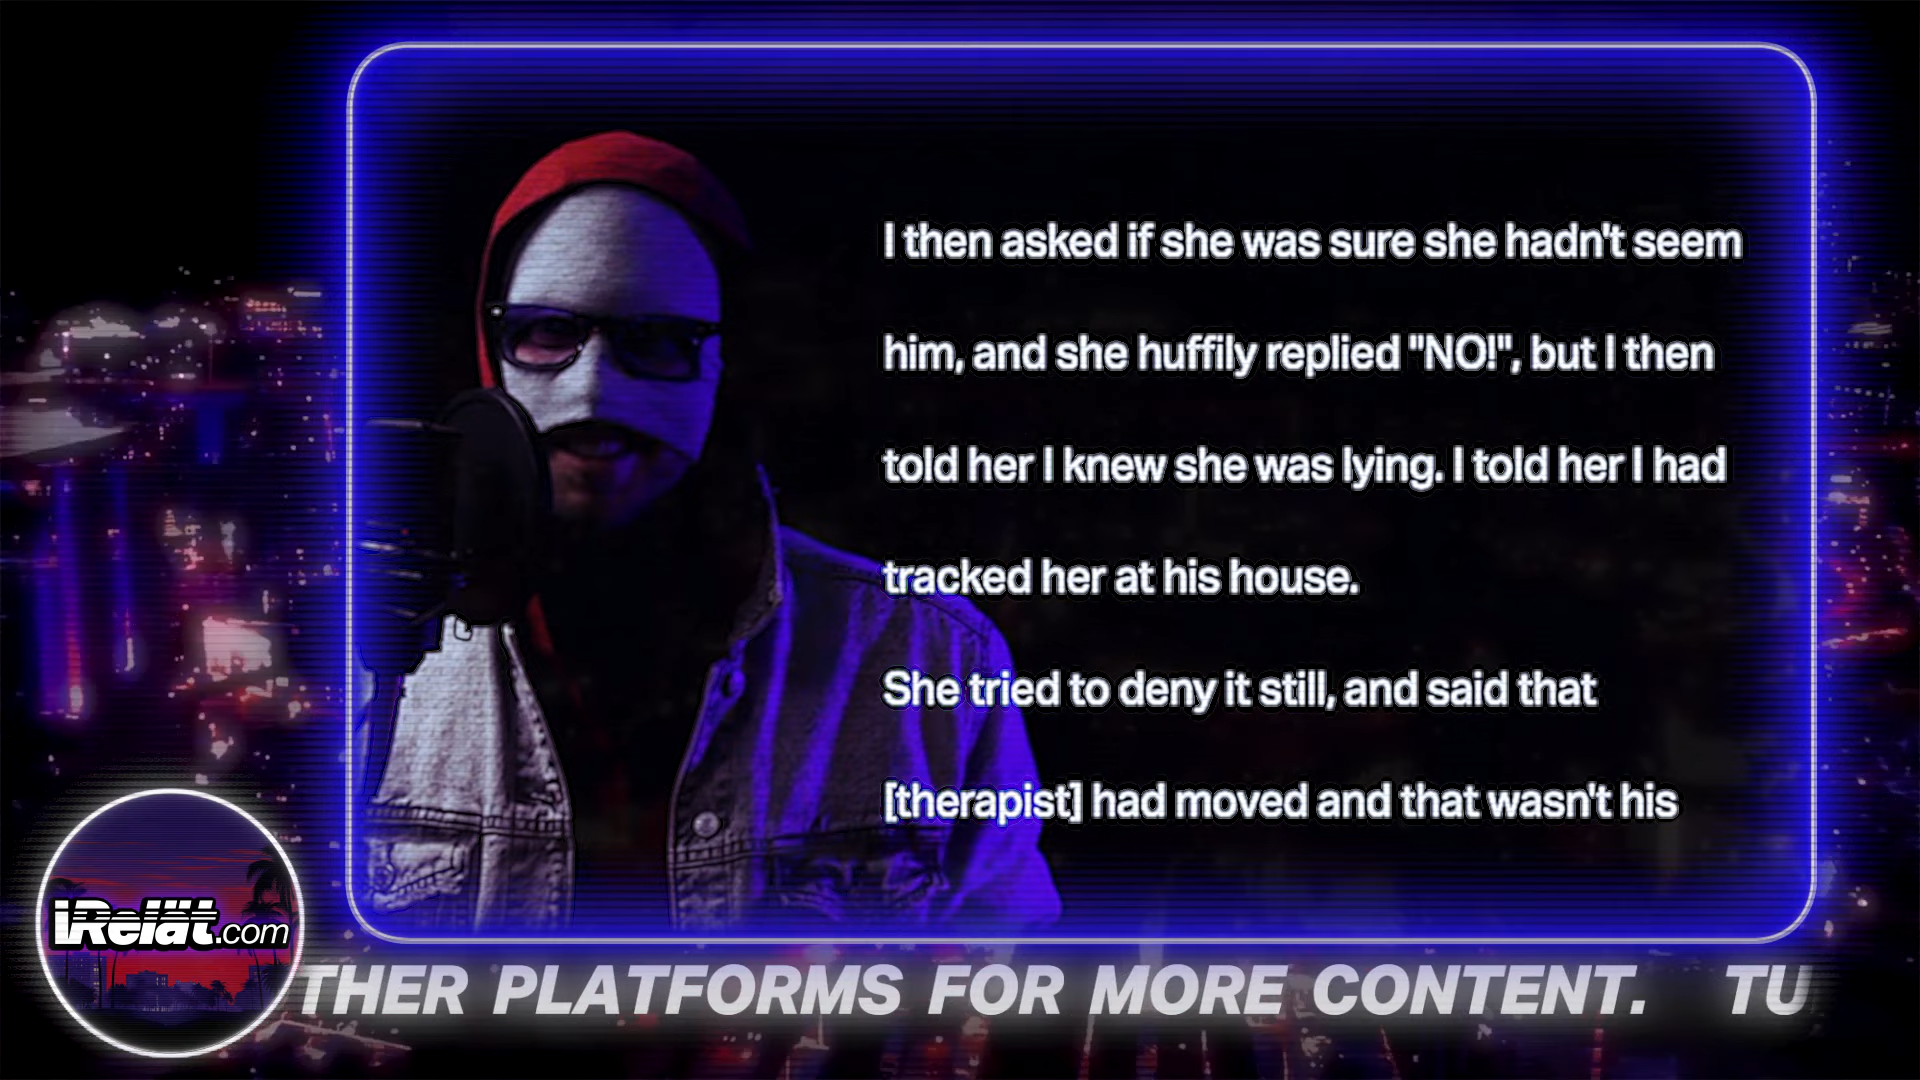 I then asked if she was sure she hadn't seem
him, and she huffily replied "NO!", but I then
told her I knew she was lying. I told her I had
tracked her at his house.
She tried to deny it still, and said that
[therapist] had moved and that wasn't his
iRelät.com
THER PLATFORMS FOR MORE CONTENT. TU